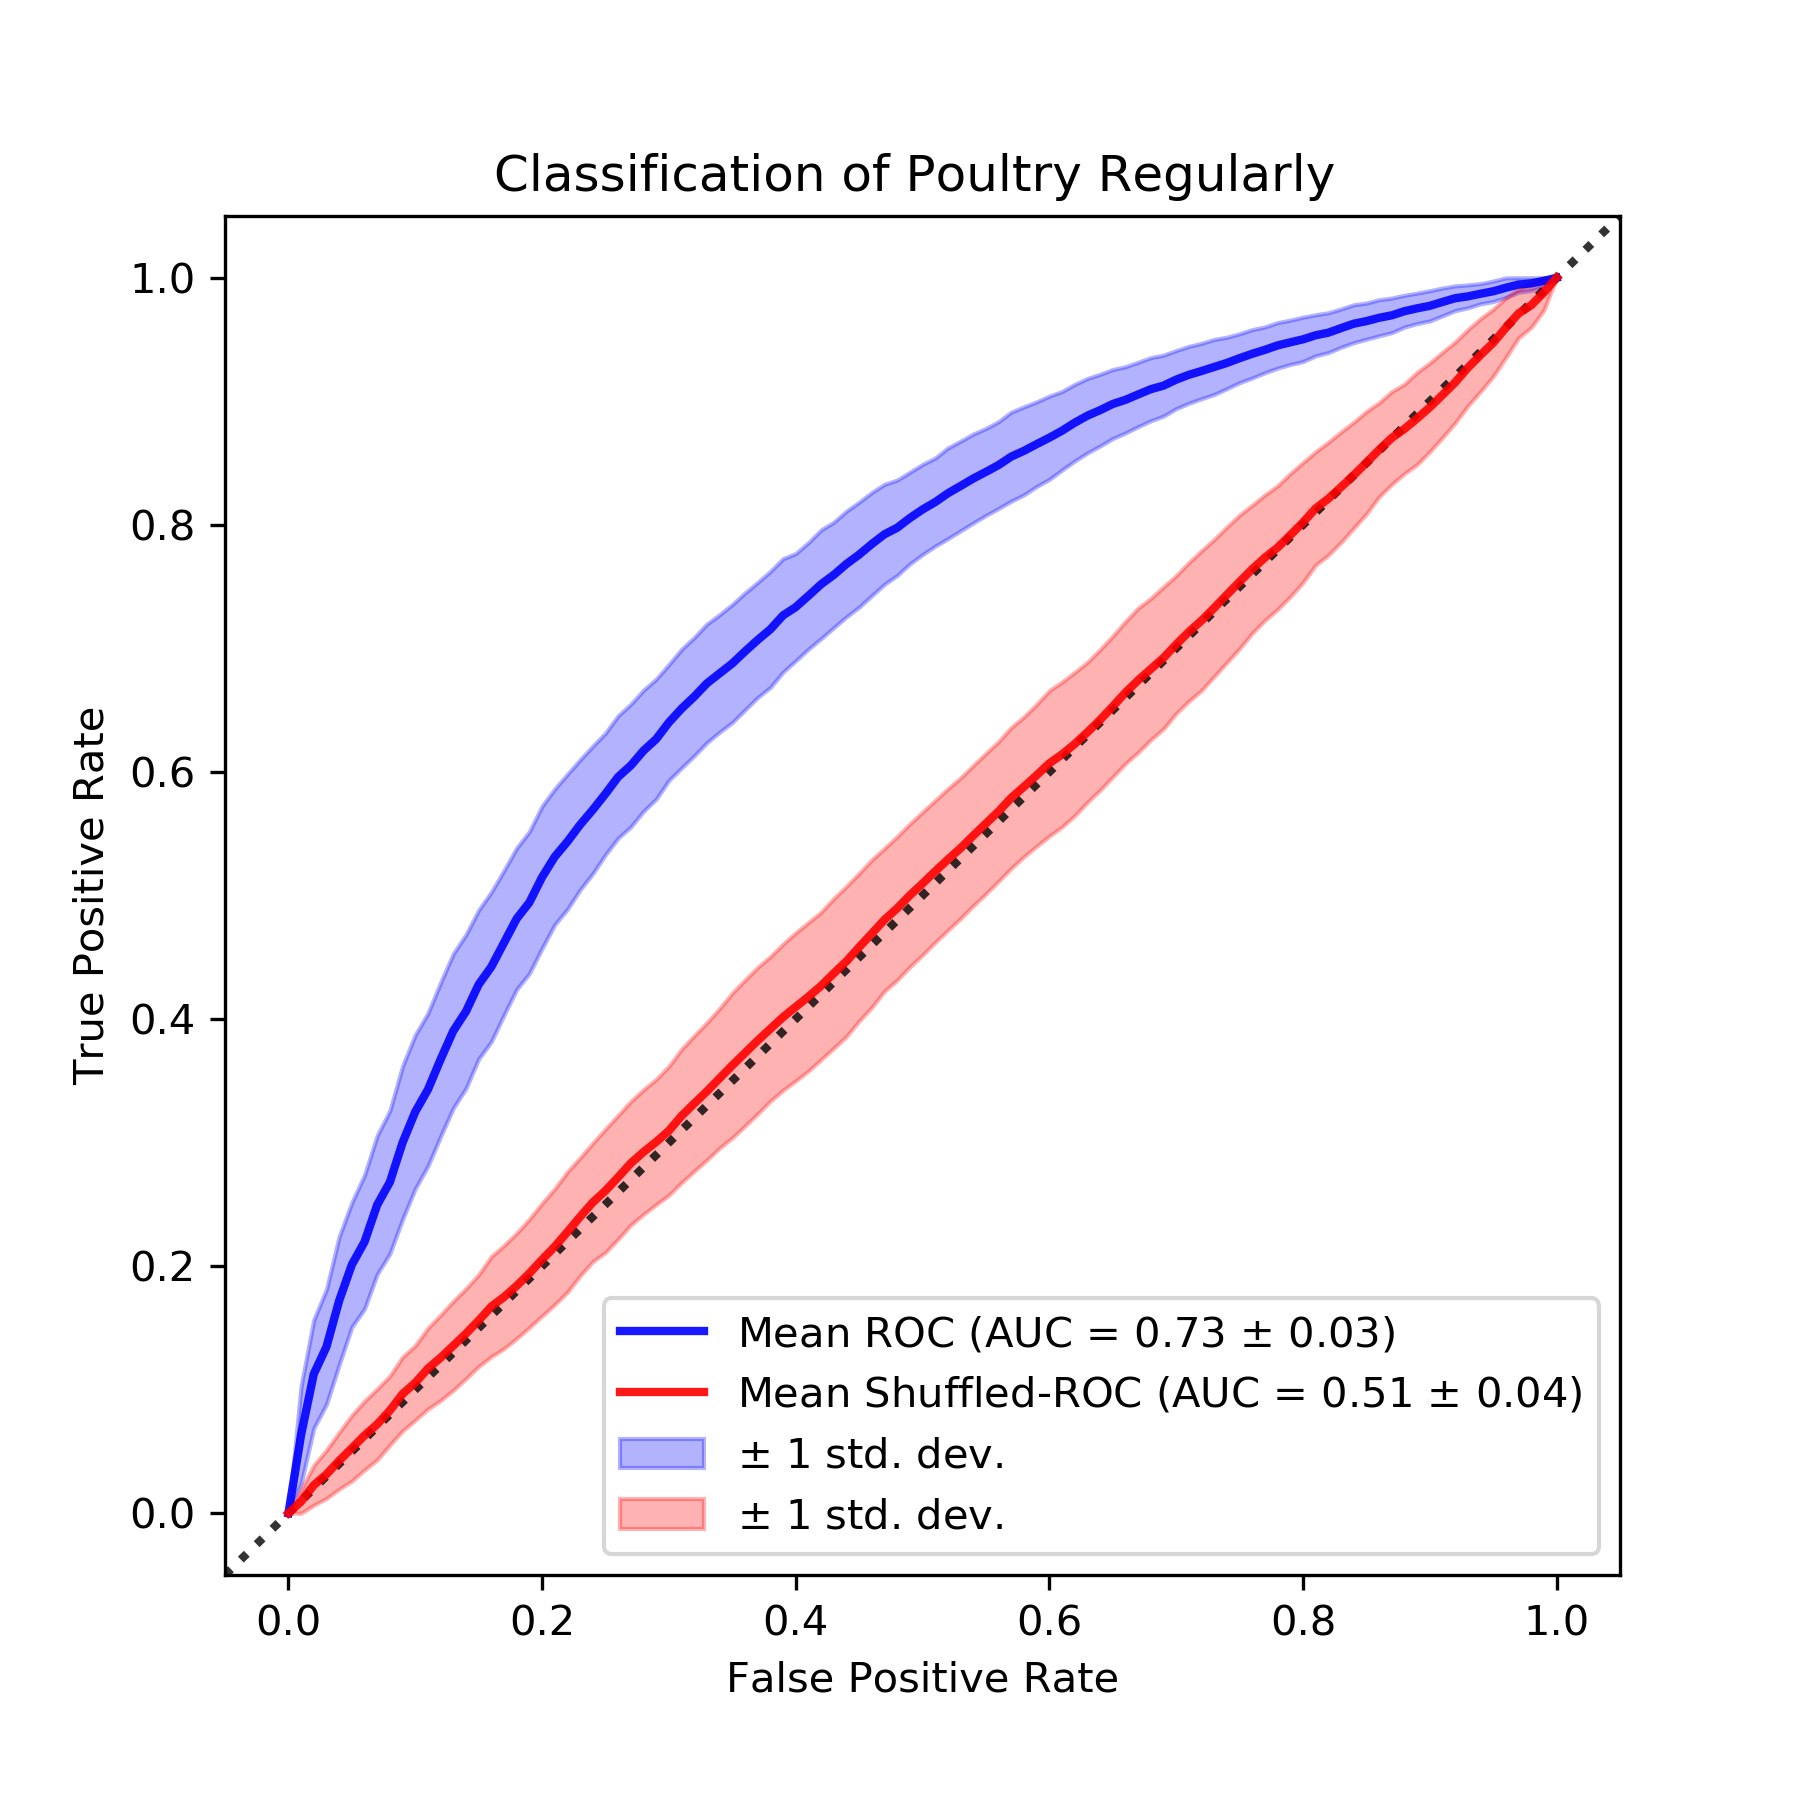 Classification of Poultry Regularly
True Positive Rate
1.0
0.8
0.6
0.4
0.2
0.0
Mean ROC (AUC = 0.73 ± 0.03)
Mean Shuffled-ROC (AUC = 0.51 ± 0.04)
± 1 std. dev.
± 1 std. dev.
0.0 0.2 0.4 0.6 0.8 1.0
False Positive Rate